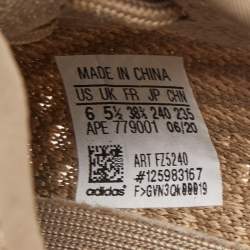 MADE IN CHINA
US UK FR JP CHN
6 5½ 38⅔ 240 235
APE 779001 06/20
ART FZ5240
#125983167
adidas